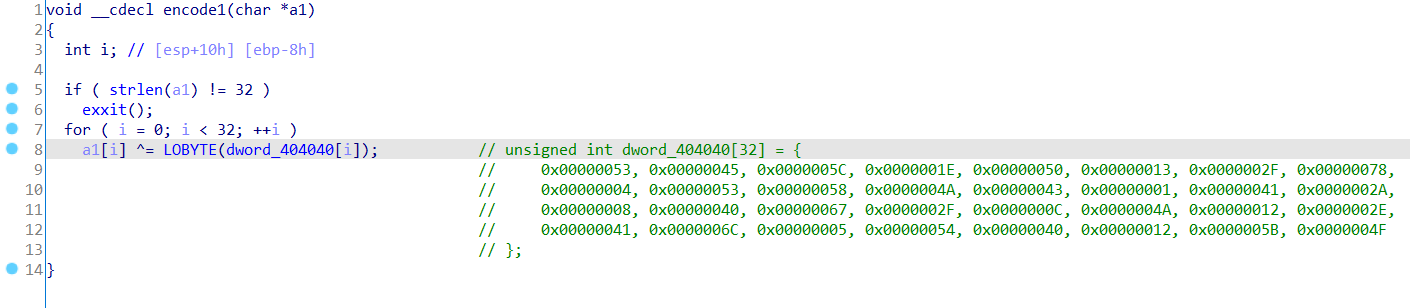 1 void __cdecl encode1(char *a1)
2 {
3   int i; // [esp+10h] [ebp-8h]
4
5   if ( strlen(a1) != 32 )
6     exxit();
7   for ( i = 0; i < 32; ++i )
8     a1[i] ^= LOBYTE(dword_404040[i]);            // unsigned int dword_404040[32] = {
9                                                  //     0x00000053, 0x00000045, 0x0000005C, 0x0000001E, 0x00000050, 0x00000013, 0x0000002F, 0x00000078,
10                                                 //     0x00000004, 0x00000053, 0x00000058, 0x0000004A, 0x00000043, 0x00000001, 0x00000041, 0x0000002A,
11                                                 //     0x00000008, 0x00000040, 0x00000067, 0x0000002F, 0x0000000C, 0x0000004A, 0x00000012, 0x0000002E,
12                                                 //     0x00000041, 0x0000006C, 0x00000005, 0x00000054, 0x00000040, 0x00000012, 0x0000005B, 0x0000004F
13                                                 // };
14 }